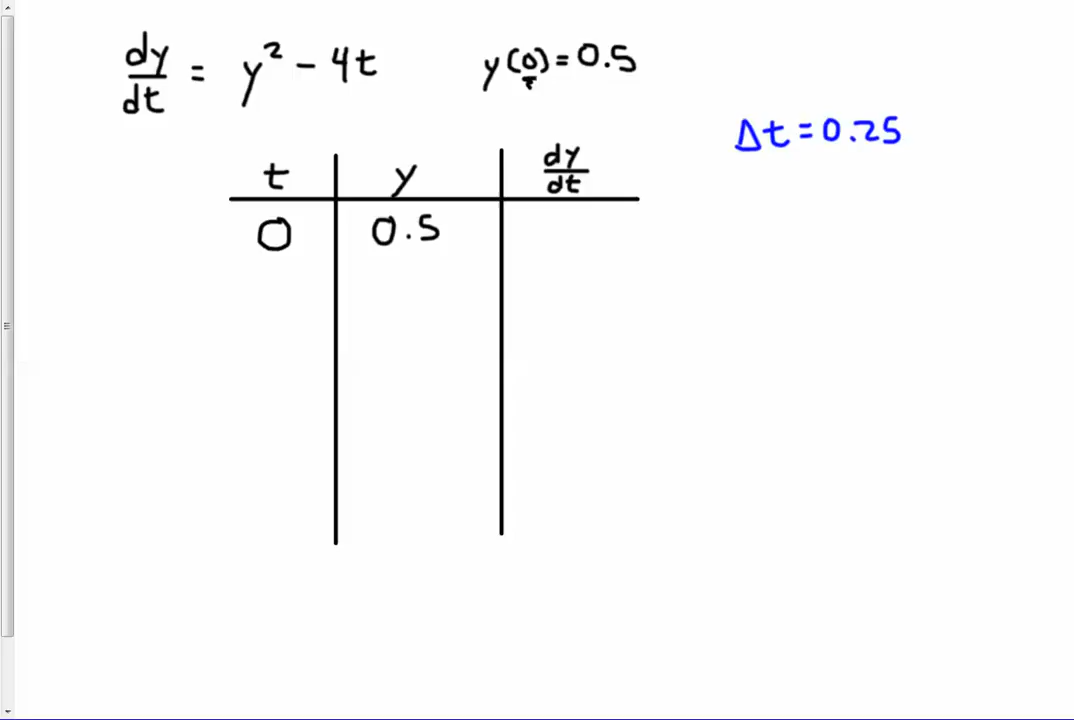 dy/dt = y² - 4t y(0) = 0.5
Δt = 0.25
t y dy/dt
0 0.5